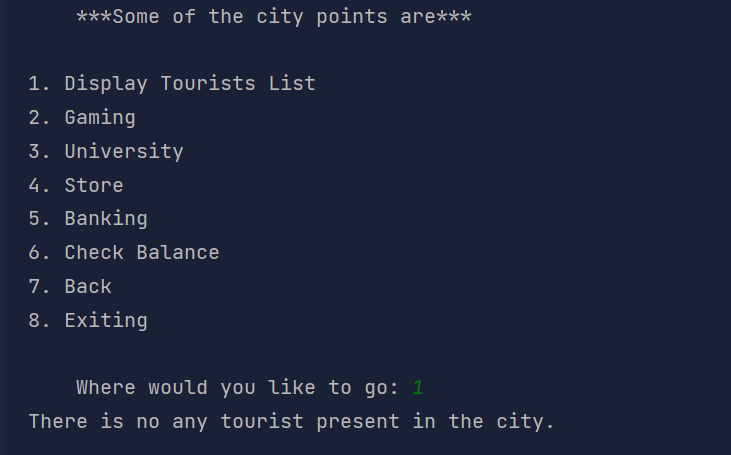 ***Some of the city points are***
1. Display Tourists List
2. Gaming
3. University
4. Store
5. Banking
6. Check Balance
7. Back
8. Exiting
Where would you like to go: 1
There is no any tourist present in the city.